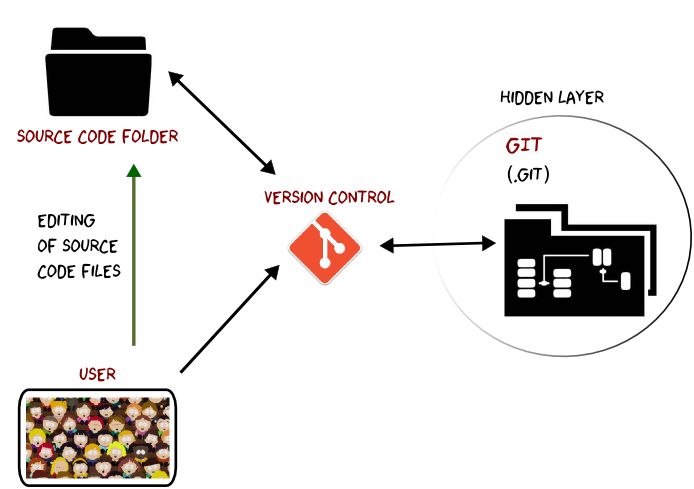 HIDDEN LAYER
SOURCE CODE FOLDER
GIT
(.GIT)
VERSION CONTROL
EDITING
OF SOURCE
CODE FILES
USER